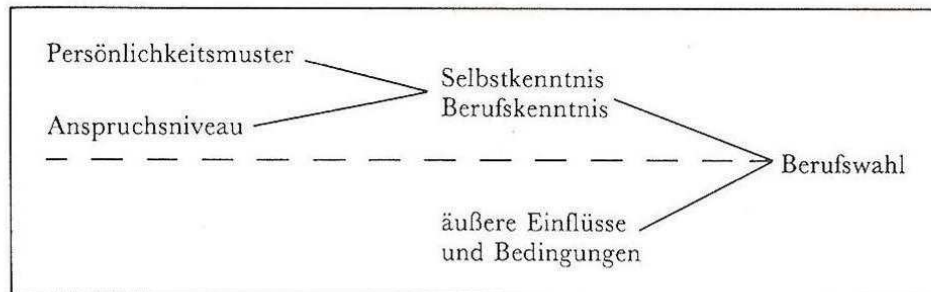 Persönlichkeitsmuster
Anspruchsniveau
Selbstkenntnis
Berufskenntnis
Berufswahl
äußere Einflüsse
und Bedingungen